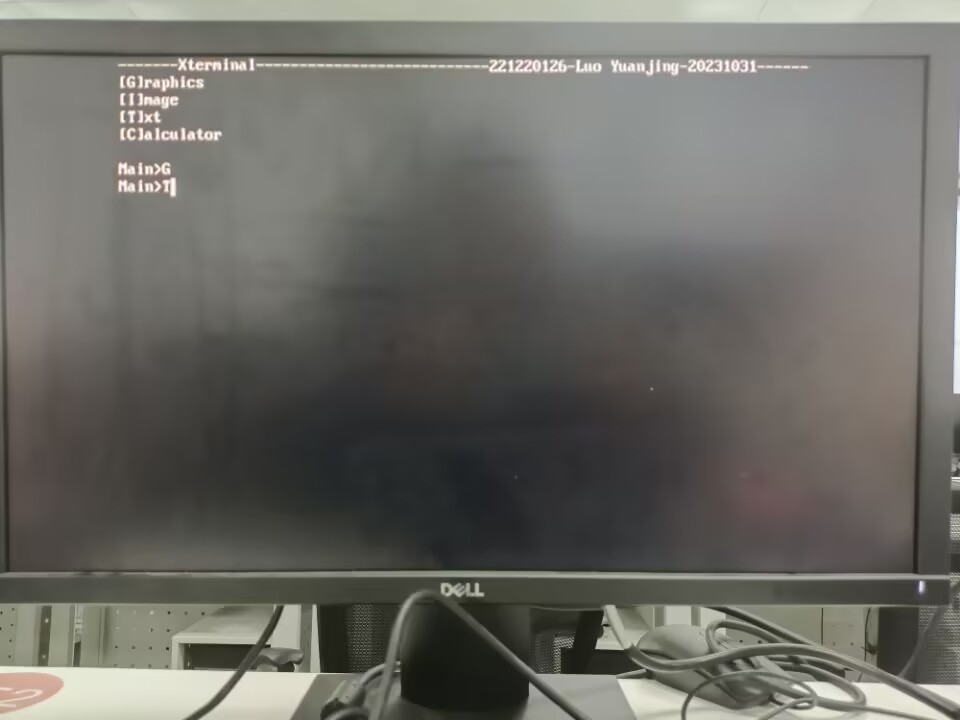 -------Xterminal---------------------------221220126-Luo Yuanjing-20231031------
[G]raphics
[I]mage
[T]xt
[C]alculator
Main>G
Main>T
DELL